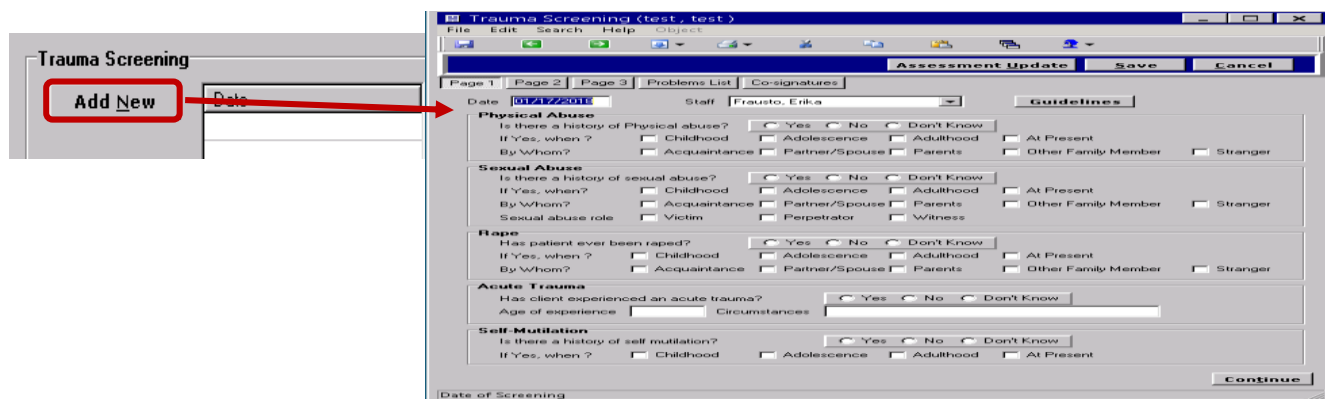 Trauma Screening
Add New
Date
Trauma Screening (test , test )
File Edit Search Help Object
Assessment Update Save Cancel
Page 1 Page 2 Page 3 Problems List Co-signatures
Date 01/17/2018 Staff Frausto, Erika Guidelines
Physical Abuse
Is there a history of Physical abuse? Yes No Don't Know
If Yes, when ? Childhood Adolescence Adulthood At Present
By Whom? Acquaintance Partner/Spouse Parents Other Family Member Stranger
Sexual Abuse
Is there a history of sexual abuse? Yes No Don't Know
If Yes, when? Childhood Adolescence Adulthood At Present
By Whom? Acquaintance Partner/Spouse Parents Other Family Member Stranger
Sexual abuse role Victim Perpetrator Witness
Rape
Has patient ever been raped? Yes No Don't Know
If Yes, when ? Childhood Adolescence Adulthood At Present
By Whom? Acquaintance Partner/Spouse Parents Other Family Member Stranger
Acute Trauma
Has client experienced an acute trauma? Yes No Don't Know
Age of experience Circumstances
Self-Mutilation
Is there a history of self mutilation? Yes No Don't Know
If Yes, when ? Childhood Adolescence Adulthood At Present
Continue
Date of Screening